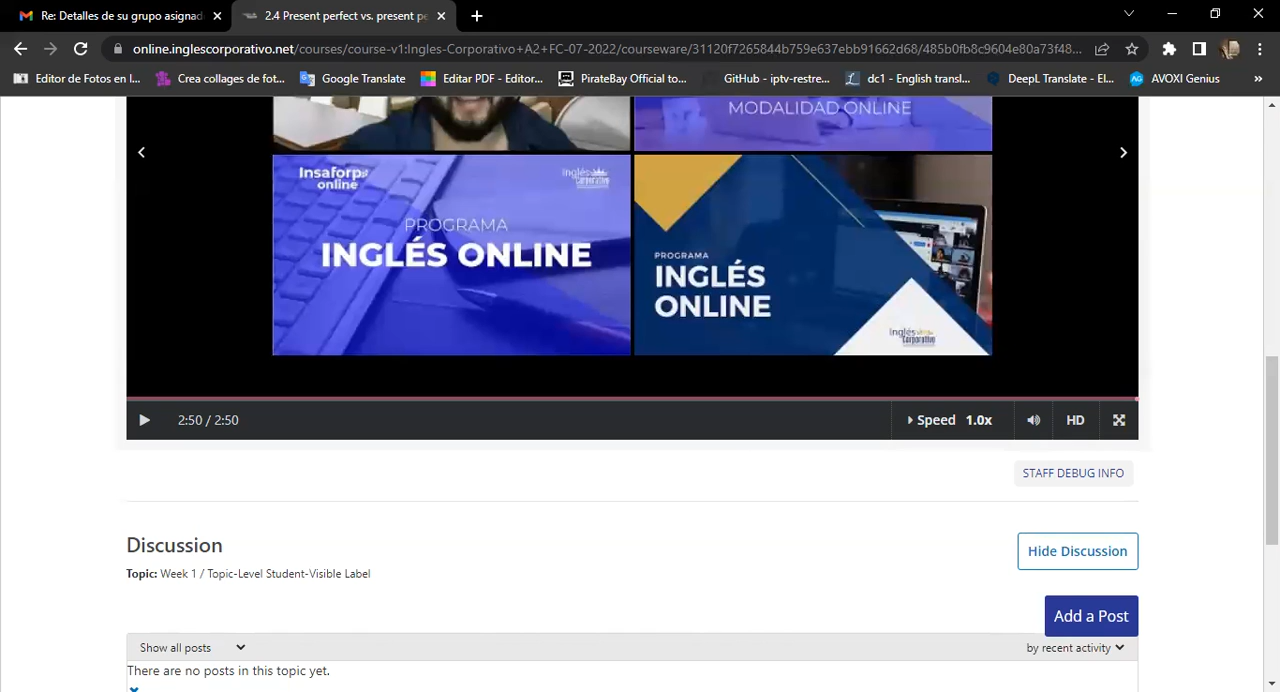 Re: Detalles de su grupo asignad
2.4 Present perfect vs. present pe
online.inglescorporativo.net/courses/course-v1:Ingles-Corporativo+A2+FC-07-2022/courseware/31120f7265844b759e637ebb91662d68/485b0fb8c9604e80a73f48...
Editor de Fotos en l...
Crea collages de fot...
Google Translate
Editar PDF - Editor...
PirateBay Official to...
GitHub - iptv-restre...
dc1 - English transl...
DeepL Translate - El...
AVOXI Genius
»
MODALIDAD ONLINE
Insaforp
online
inglés
Corporativo
PROGRAMA
INGLÉS ONLINE
PROGRAMA
INGLÉS
ONLINE
inglés
Corporativo
2:50 / 2:50
Speed 1.0x
HD
STAFF DEBUG INFO
Discussion
Hide Discussion
Topic: Week 1 / Topic-Level Student-Visible Label
Add a Post
Show all posts
by recent activity
There are no posts in this topic yet.